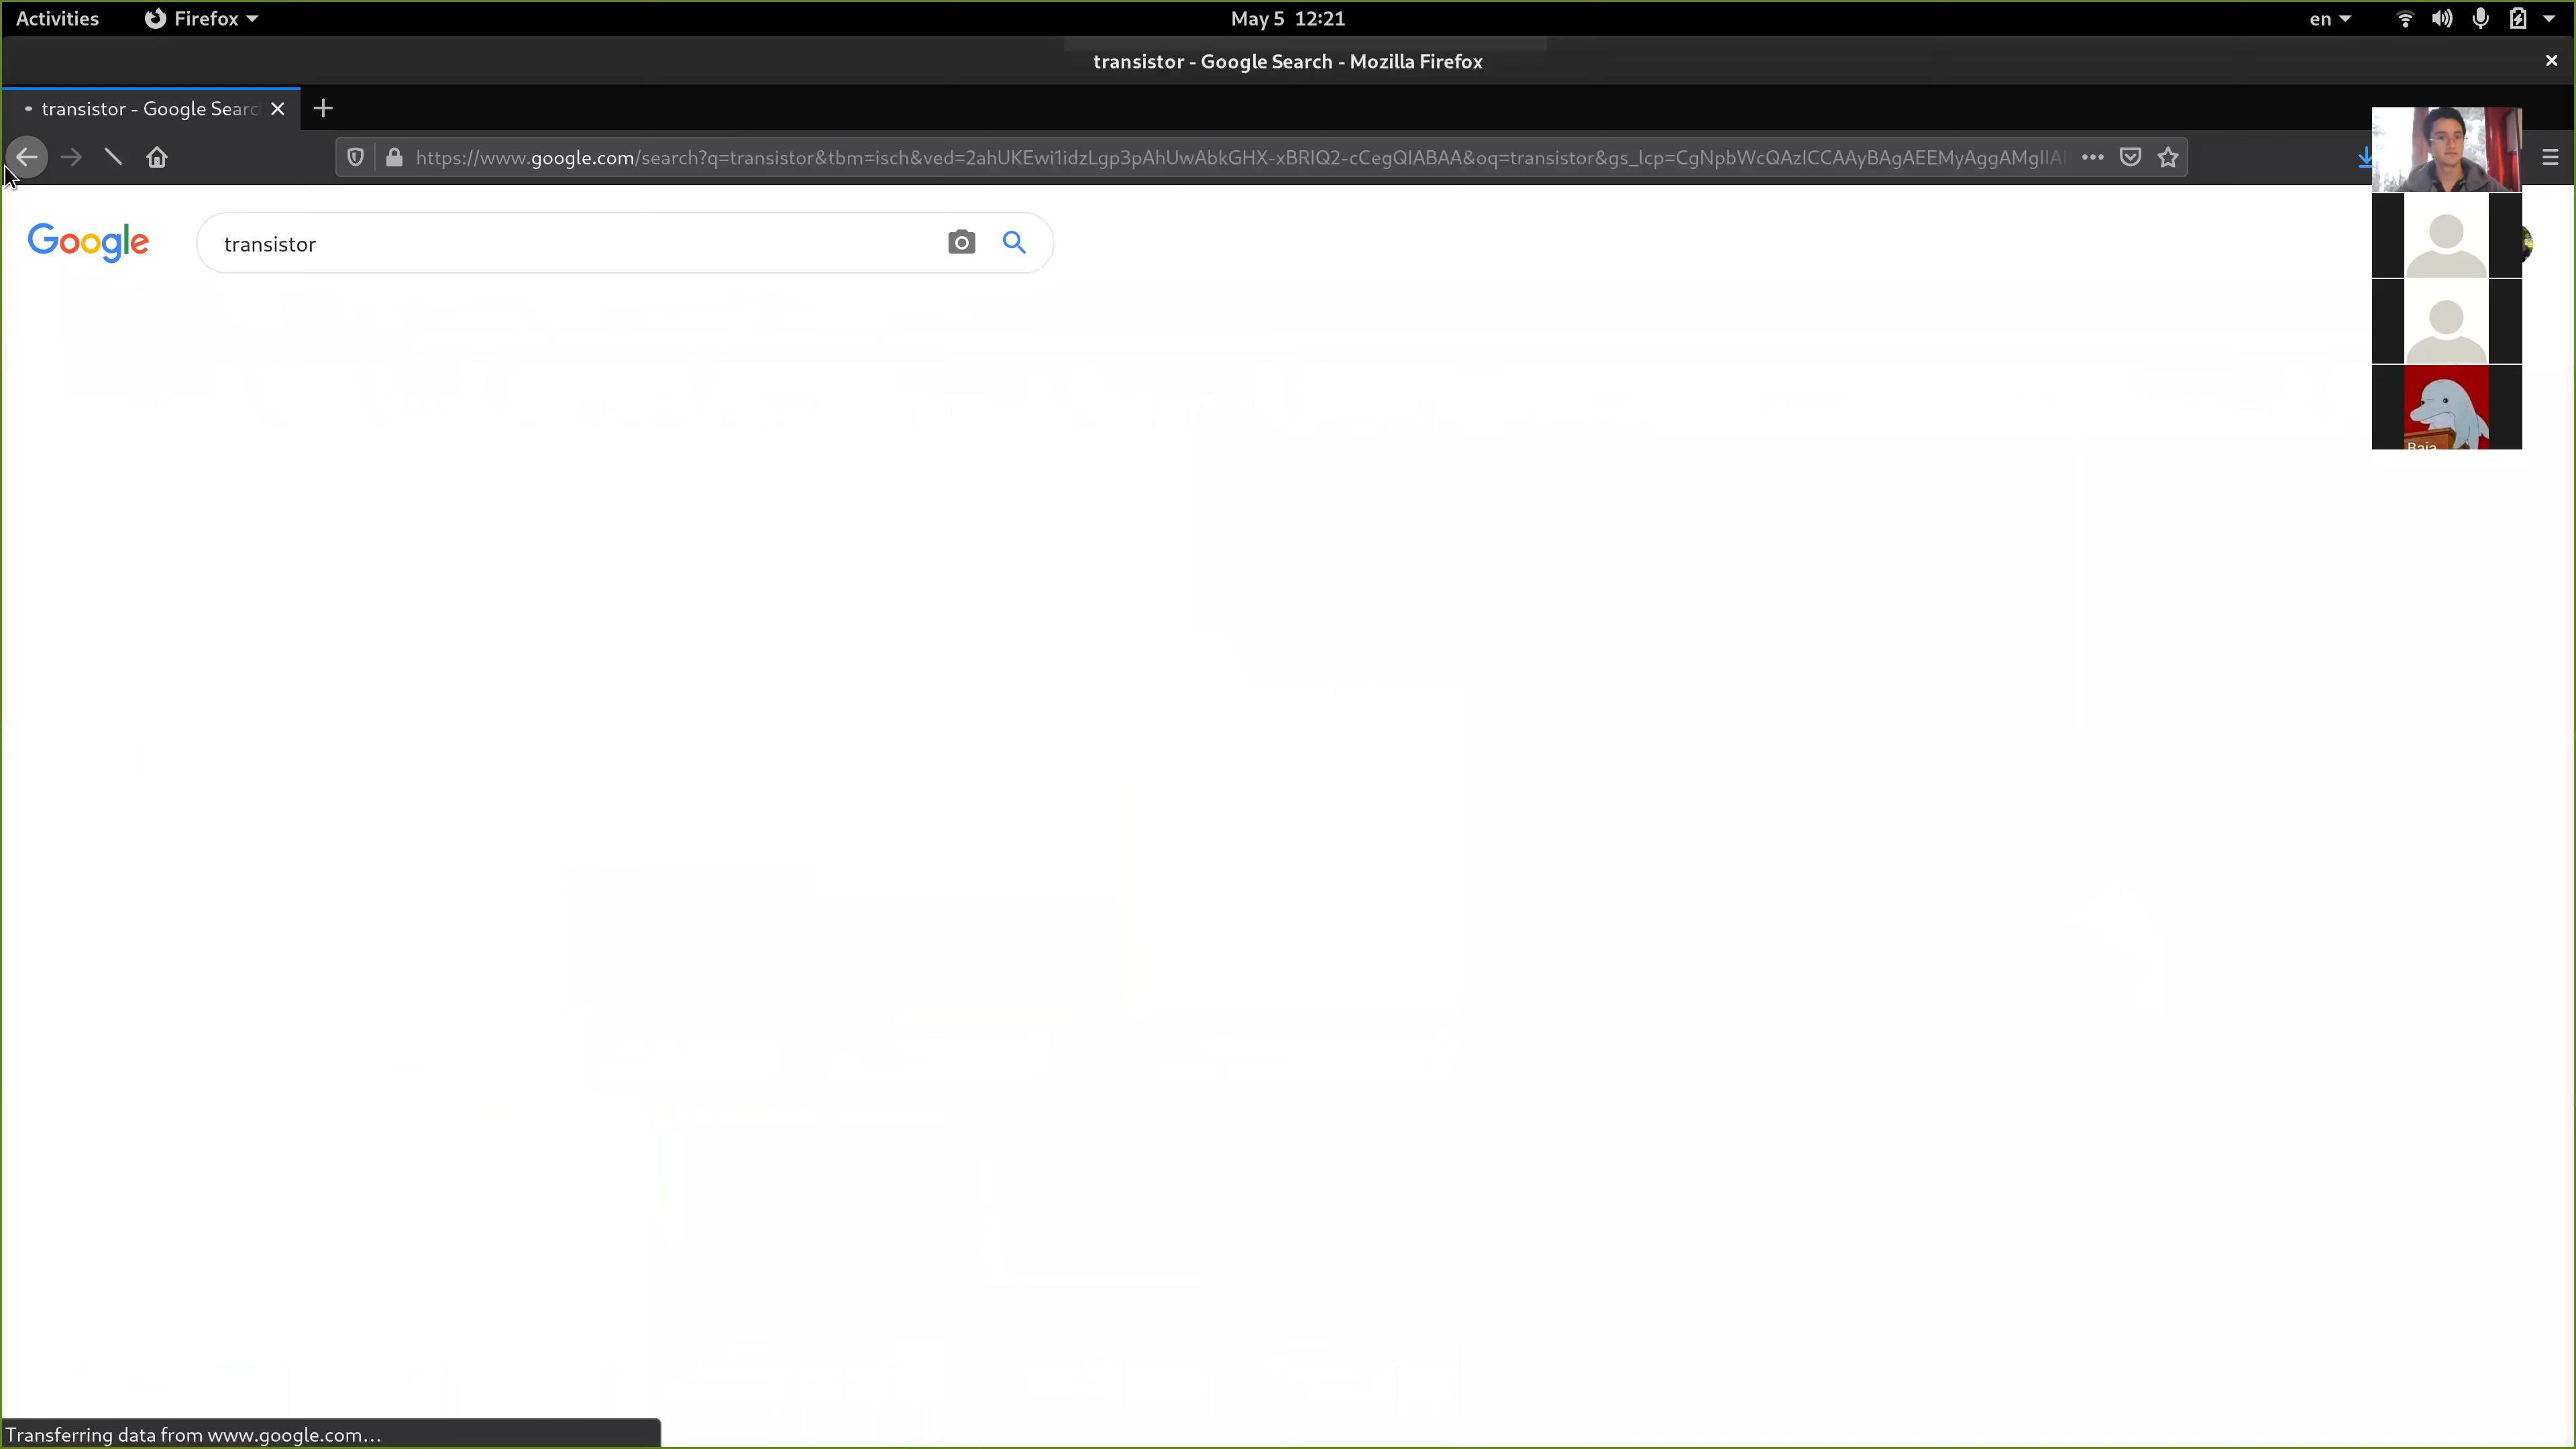 Activities
Firefox
May 5 12:21
en
transistor - Google Search - Mozilla Firefox
transistor - Google Searc
https://www.google.com/search?q=transistor&tbm=isch&ved=2ahUKEwi1idzLgp3pAhUwAbkGHX-xBRIQ2-cCegQIABAA&oq=transistor&gs_lcp=CgNpbWcQAzICCAAyBAgAEEMyAggAMgIIA
Google
transistor
Baja
Transferring data from www.google.com...